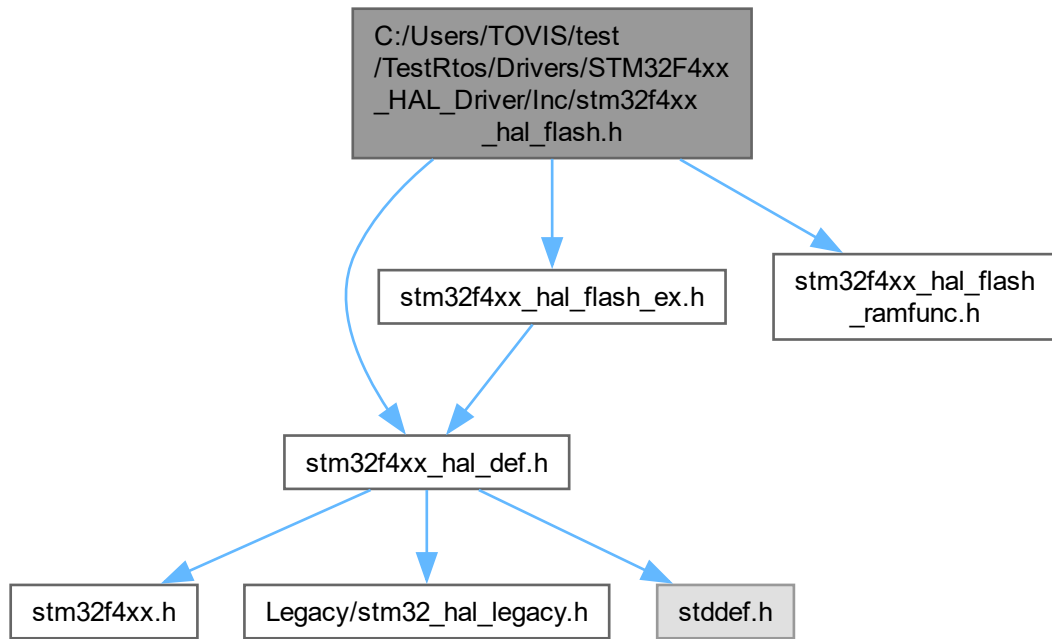 C:/Users/TOVIS/test
/TestRtos/Drivers/STM32F4xx
_HAL_Driver/Inc/stm32f4xx
_hal_flash.h
stm32f4xx_hal_flash_ex.h
stm32f4xx_hal_flash
_ramfunc.h
stm32f4xx_hal_def.h
stm32f4xx.h
Legacy/stm32_hal_legacy.h
stddef.h